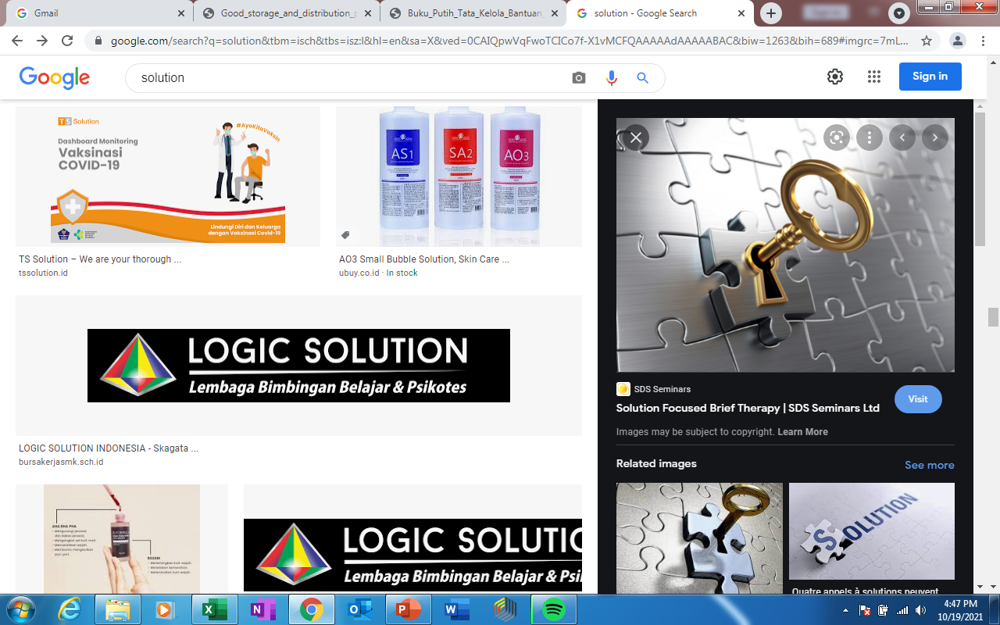 Gmail
Good_storage_and_distribution_p
Buku_Putih_Tata_Kelola_Bantuan_
solution - Google Search
google.com/search?q=solution&tbm=isch&tbs=isz:l&hl=en&sa=X&ved=0CAIQpwVqFwoTCICo7f-X1vMCFQAAAAAdAAAAABAC&biw=1263&bih=689#imgrc=7mL...
Google
solution
Sign in
TS Solution
#AyoKitaVaksin
Dashboard Monitoring
Vaksinasi
COVID-19
Lindungi Diri dan Keluarga
dengan Vaksinasi Covid-19
TS Solution – We are your thorough ...
tssolution.id
AS1
SA2
AO3
AO3 Small Bubble Solution, Skin Care ...
ubuy.co.id · In stock
LOGIC SOLUTION
Lembaga Bimbingan Belajar & Psikotes
LOGIC SOLUTION INDONESIA - Skagata ...
bursakerjasmk.sch.id
AHA BHA PHA
LOGIC SOLUTION
Lembaga Bimbingan Belajar & Psikotes
SDS Seminars
Solution Focused Brief Therapy | SDS Seminars Ltd
Visit
Images may be subject to copyright. Learn More
Related images
See more
SOLUTION
Quatre appels à solutions peuvent
4:47 PM
10/19/2021